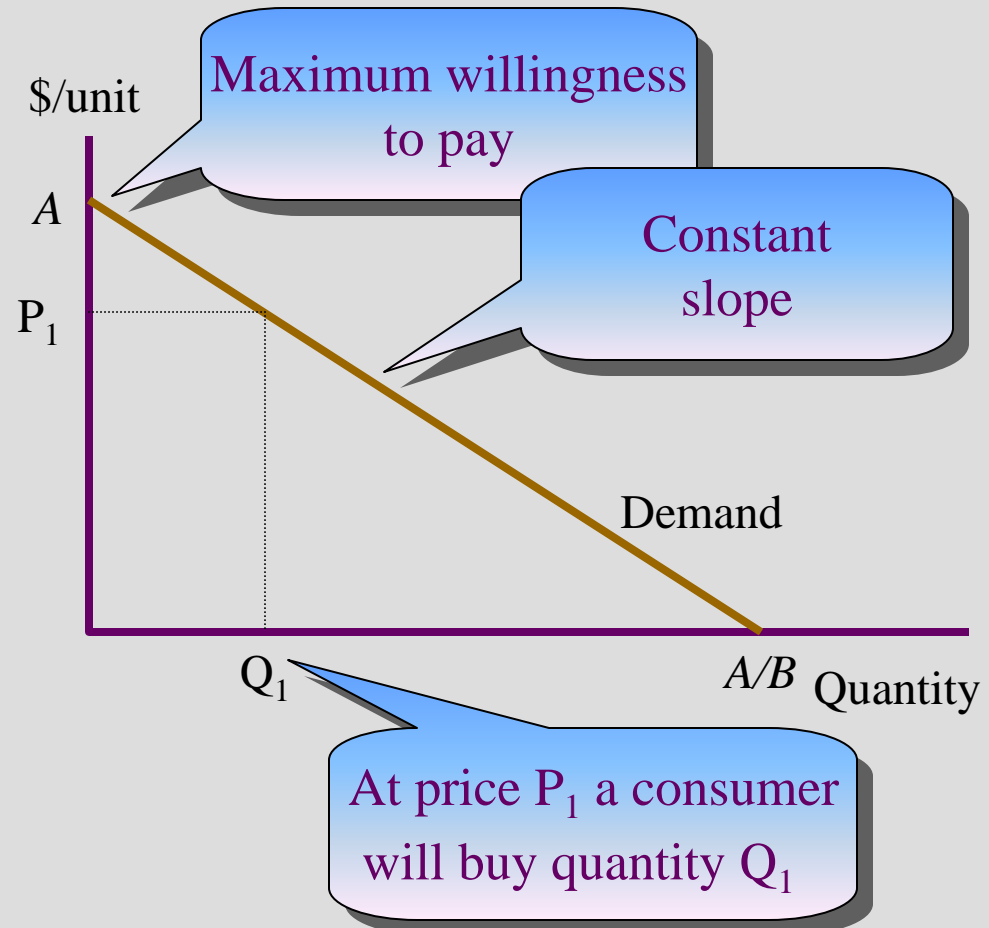 Maximum willingness
to pay
$/unit
A
Constant
slope
P₁
Demand
Q₁
A/B
Quantity
At price P₁ a consumer
will buy quantity Q₁